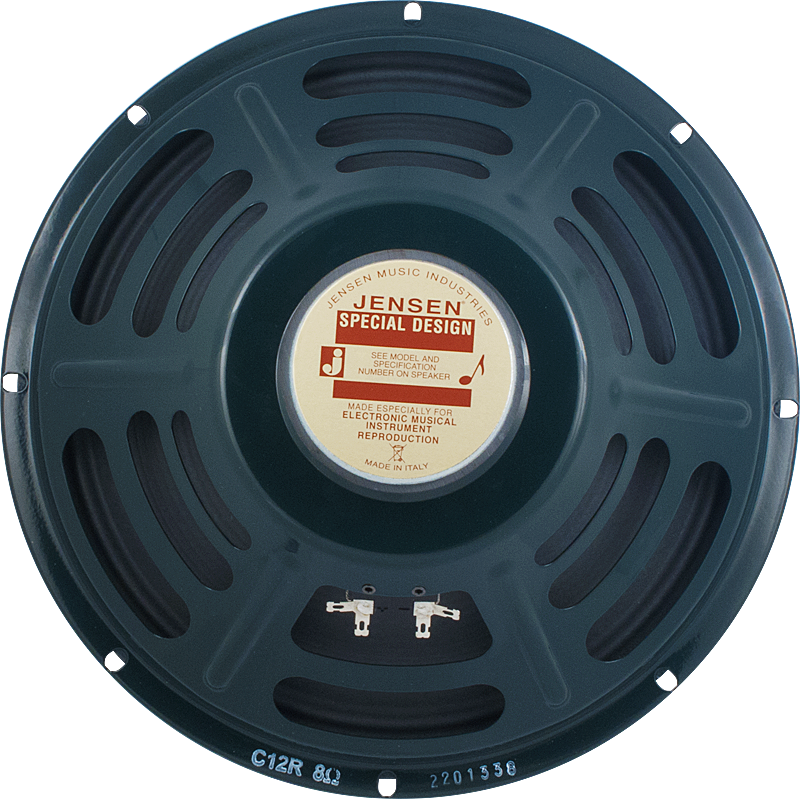 JENSEN MUSIC INDUSTRIES
JENSEN
SPECIAL DESIGN
j
SEE MODEL AND
SPECIFICATION
NUMBER ON SPEAKER
MADE ESPECIALLY FOR
ELECTRONIC MUSICAL
INSTRUMENT
REPRODUCTION
MADE IN ITALY
C12R 8Ω
2201338